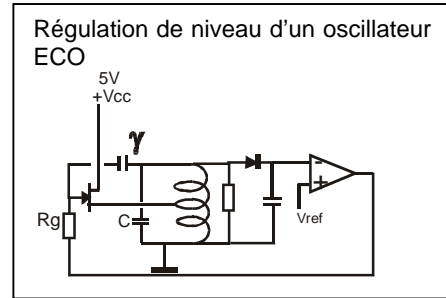 Régulation de niveau d'un oscillateur
ECO
5V
+Vcc
γ
Rg
C
-
+
Vref